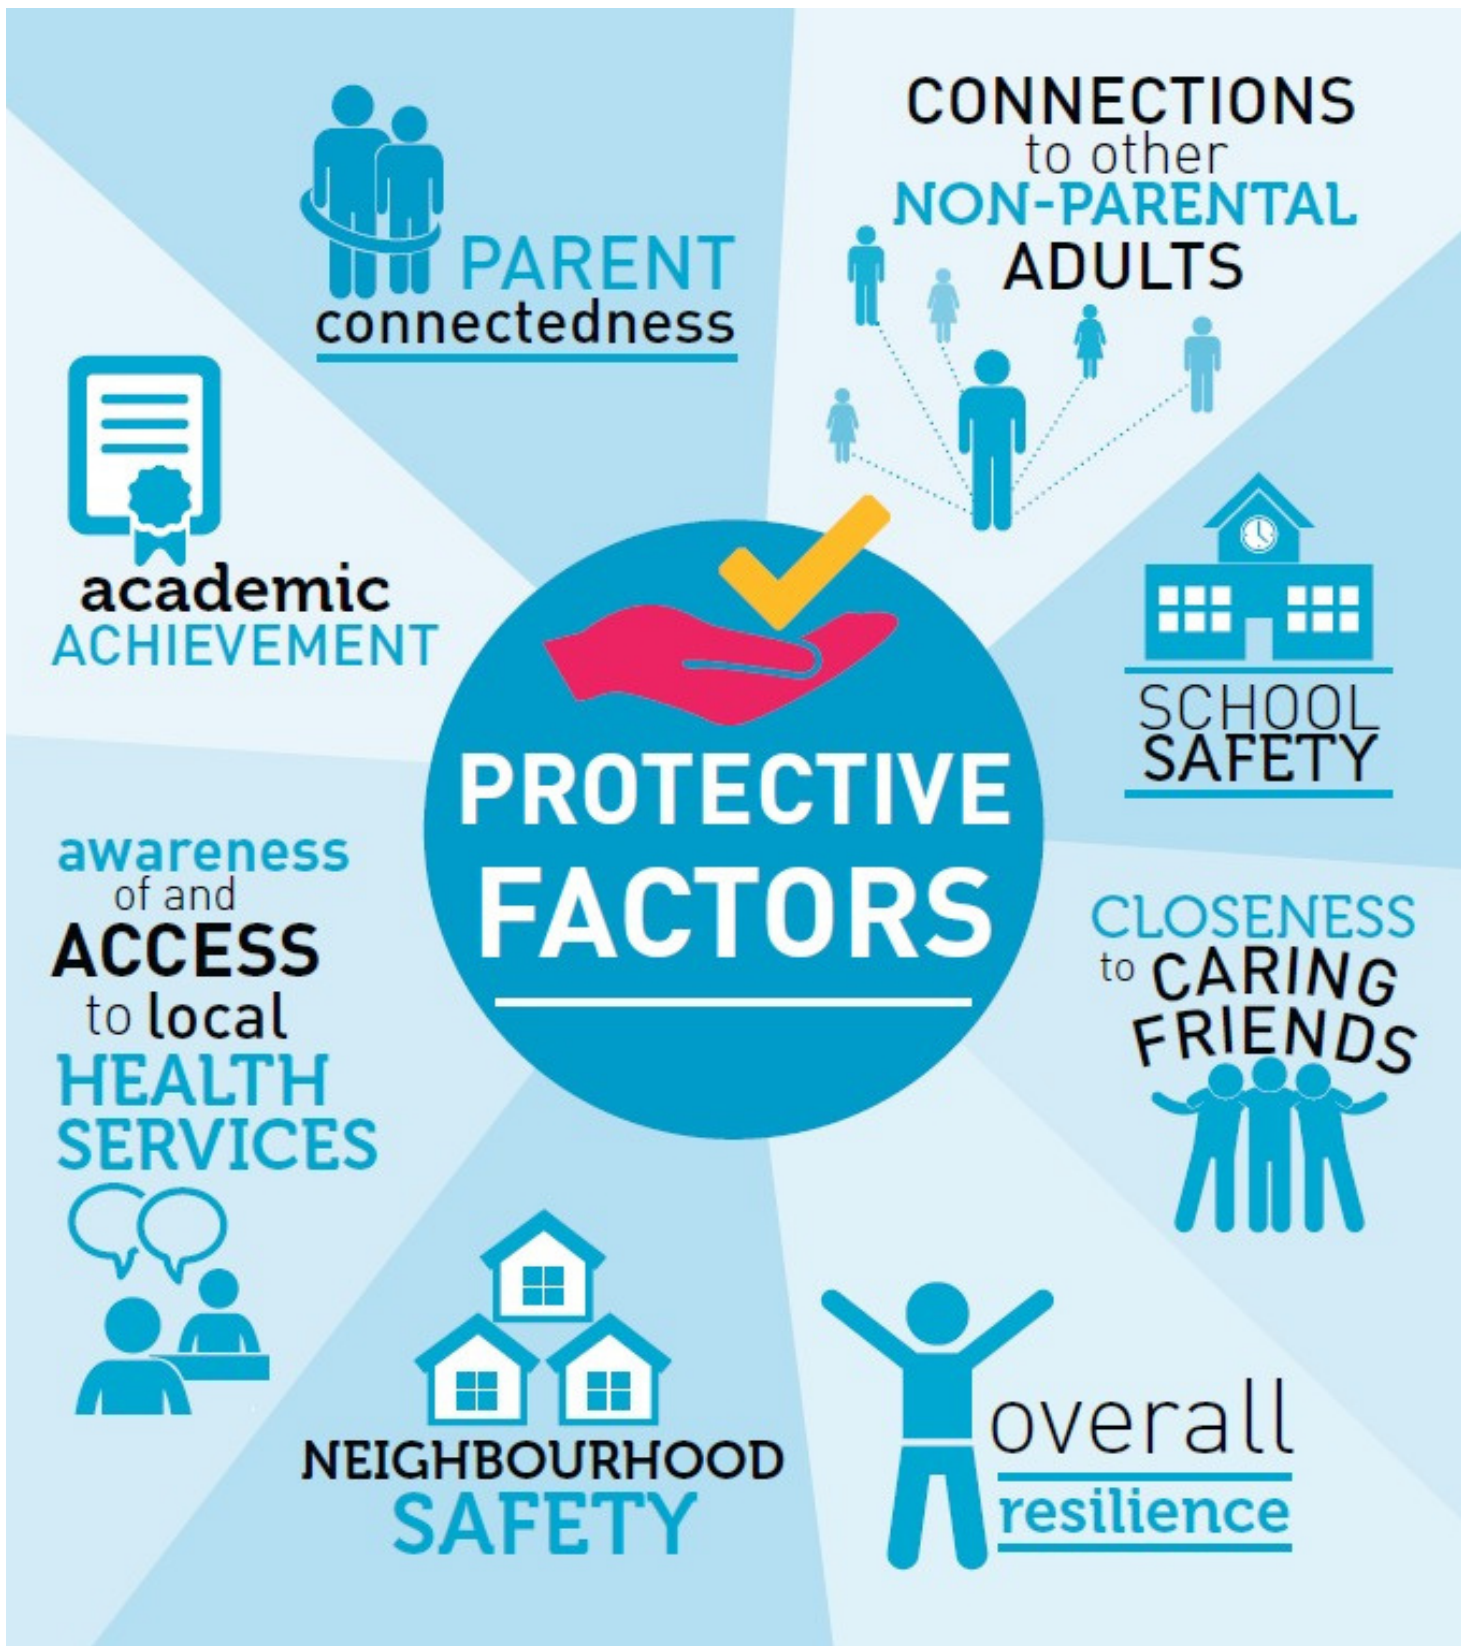 PARENT
connectedness
CONNECTIONS
to other
NON-PARENTAL
ADULTS
academic
ACHIEVEMENT
SCHOOL
SAFETY
PROTECTIVE
FACTORS
awareness
of and
ACCESS
to local
HEALTH
SERVICES
CLOSENESS
to CARING
FRIENDS
NEIGHBOURHOOD
SAFETY
overall
resilience